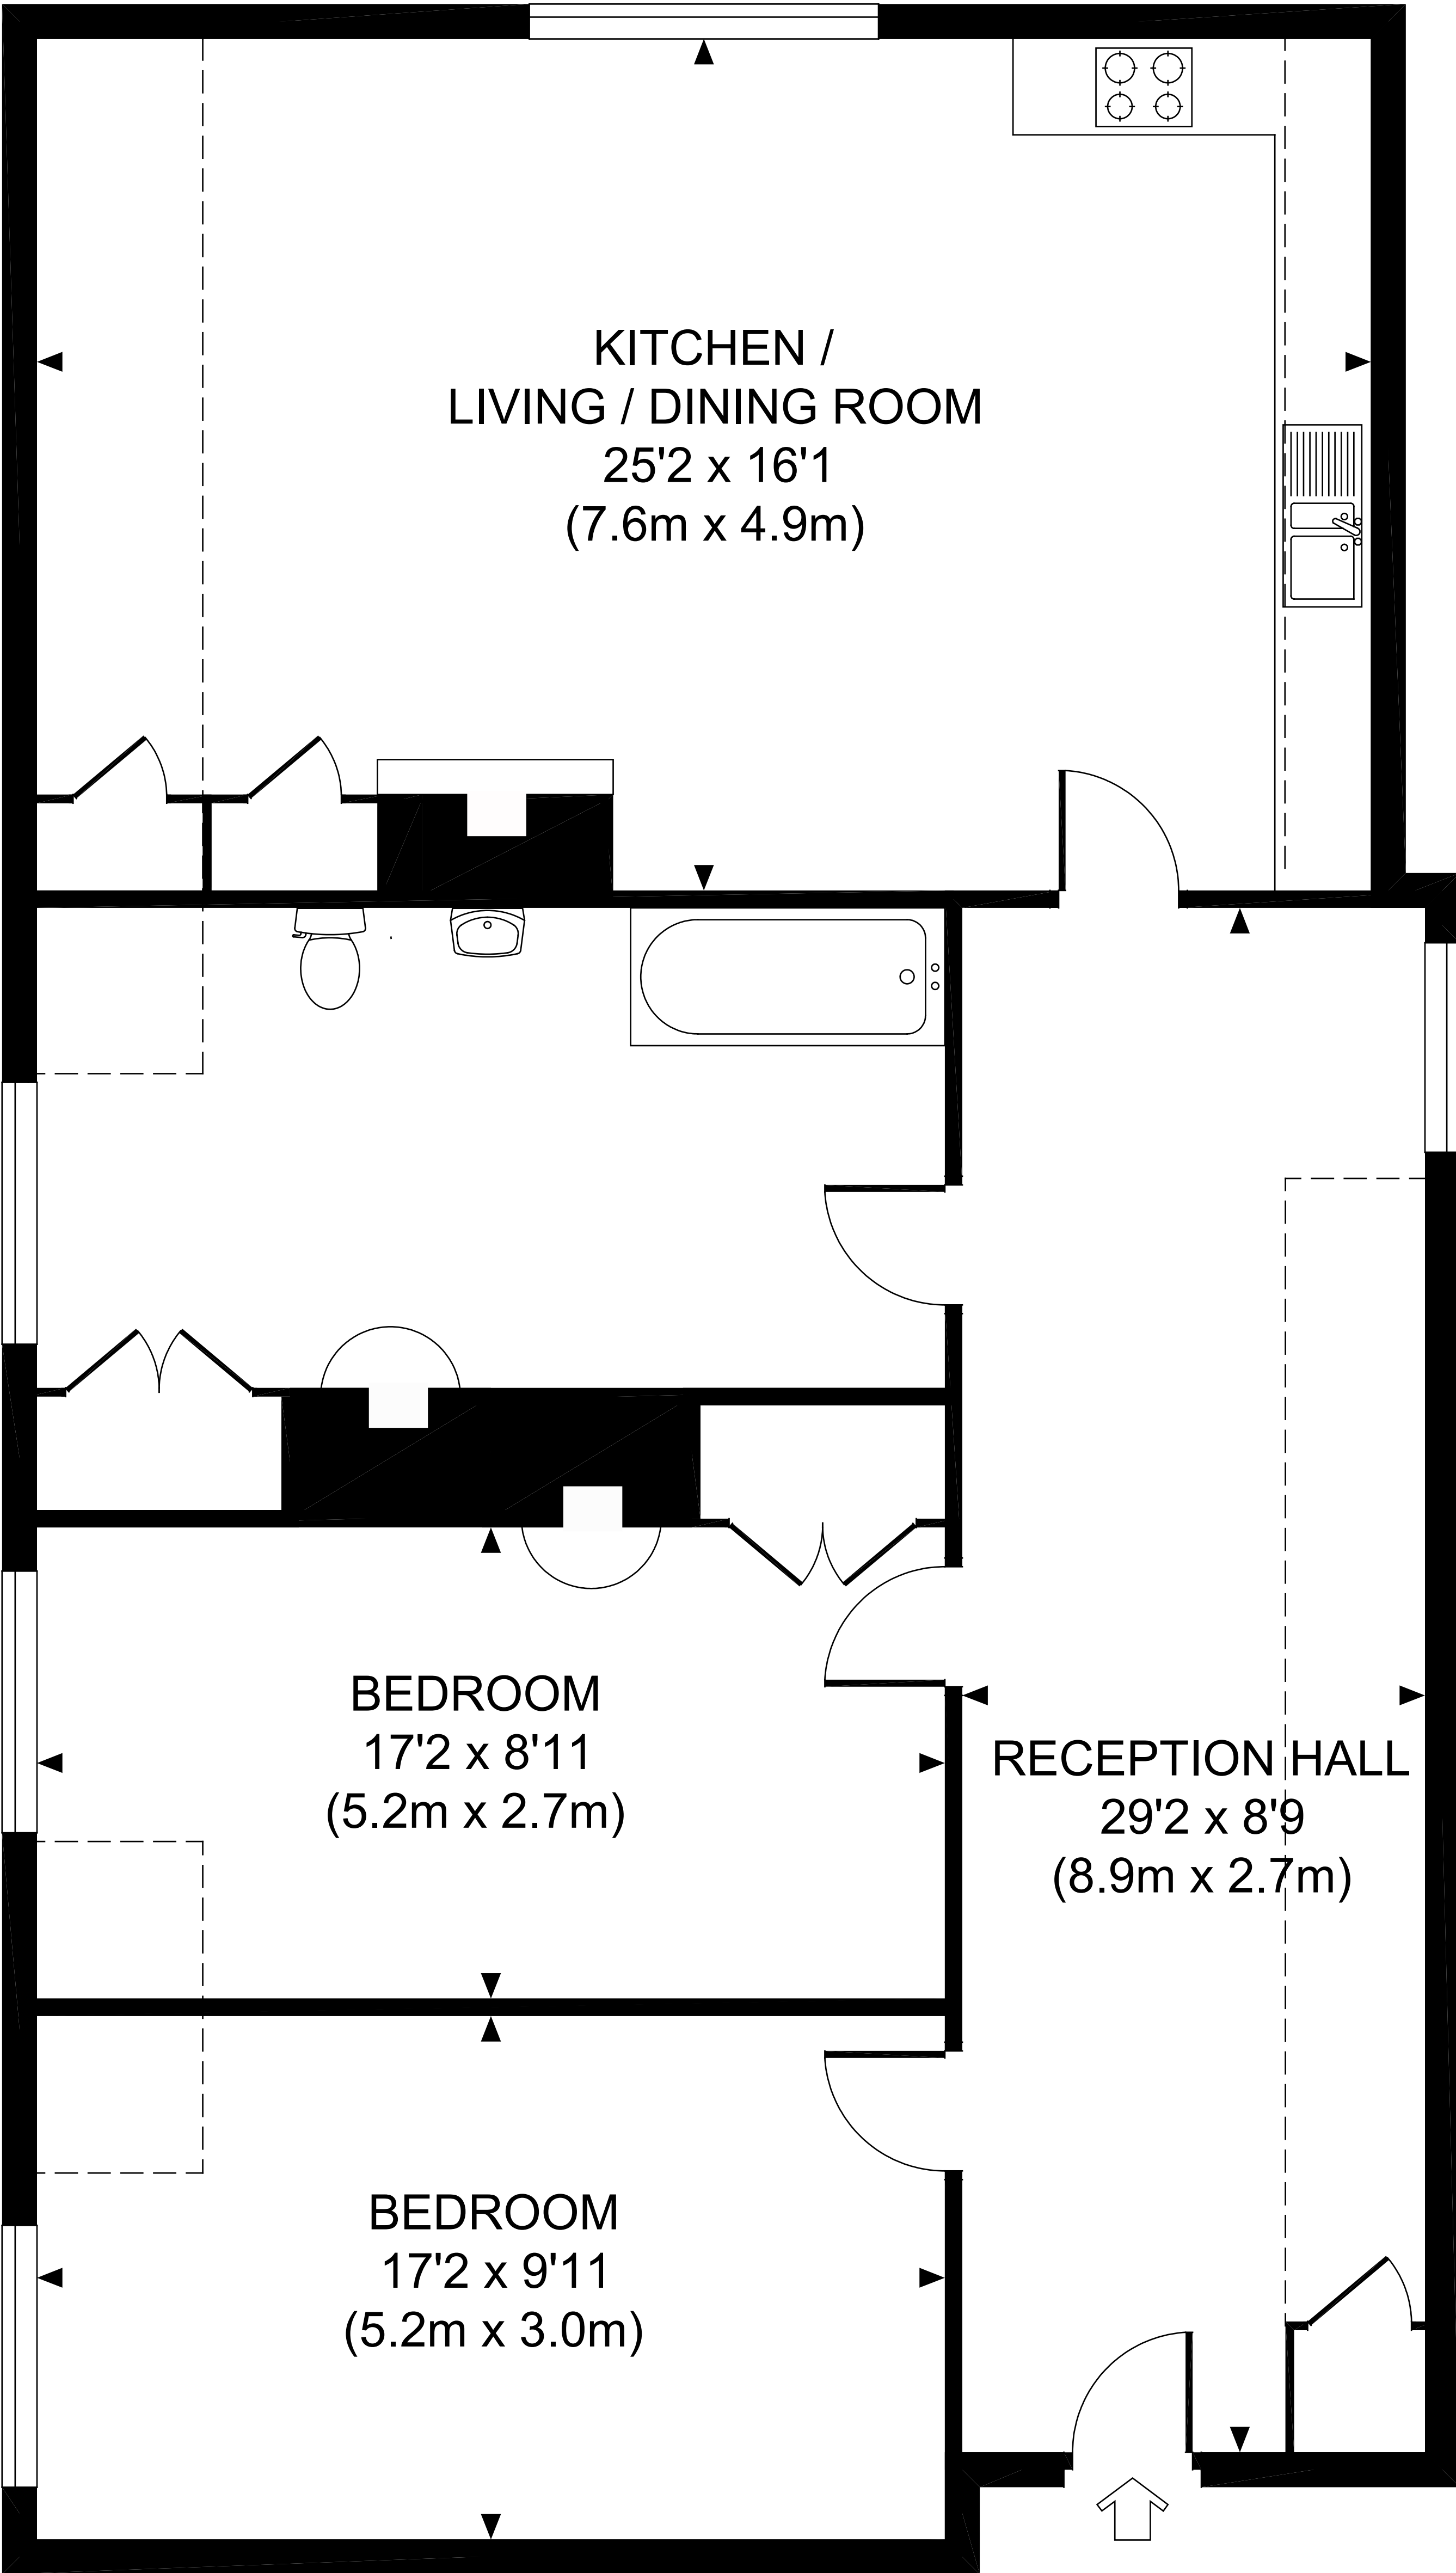 KITCHEN /
LIVING / DINING ROOM
25'2 x 16'1
(7.6m x 4.9m)
BEDROOM
17'2 x 8'11
(5.2m x 2.7m)
RECEPTION HALL
29'2 x 8'9
(8.9m x 2.7m)
BEDROOM
17'2 x 9'11
(5.2m x 3.0m)